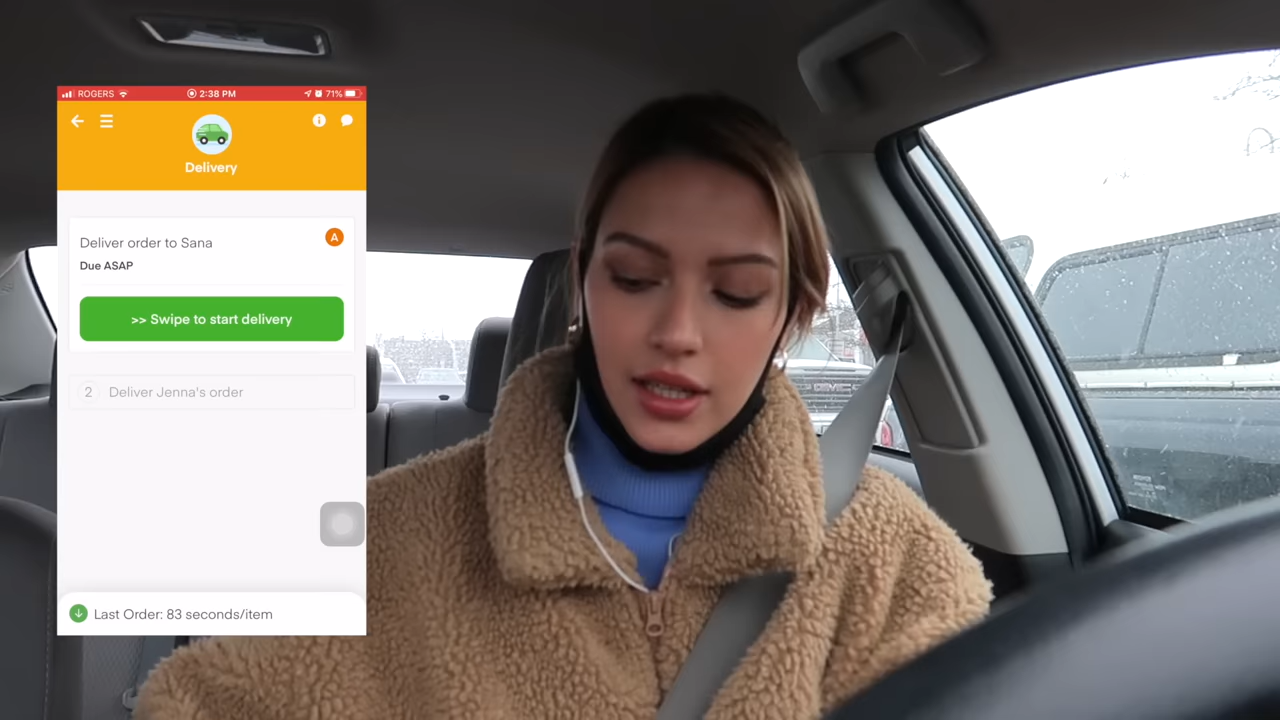 ROGERS 2:38 PM 71%
Delivery
Deliver order to Sana
A
Due ASAP
>> Swipe to start delivery
2 Deliver Jenna's order
Last Order: 83 seconds/item
GMC